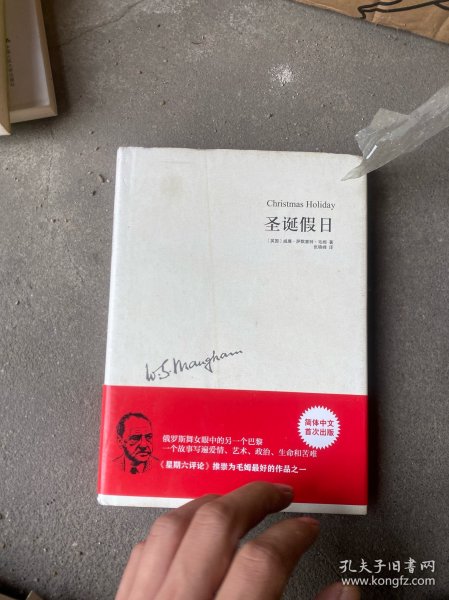 Christmas Holiday
圣诞假日
［英国］威廉·萨默塞特·毛姆 著
W.S. Maugham
简体中文
首次出版
俄罗斯舞女眼中的另一个巴黎
一个故事写遍爱情、艺术、政治、生命和苦难
《星期六评论》推崇为毛姆最好的作品之一
孔夫子旧书网
www.kongfz.com